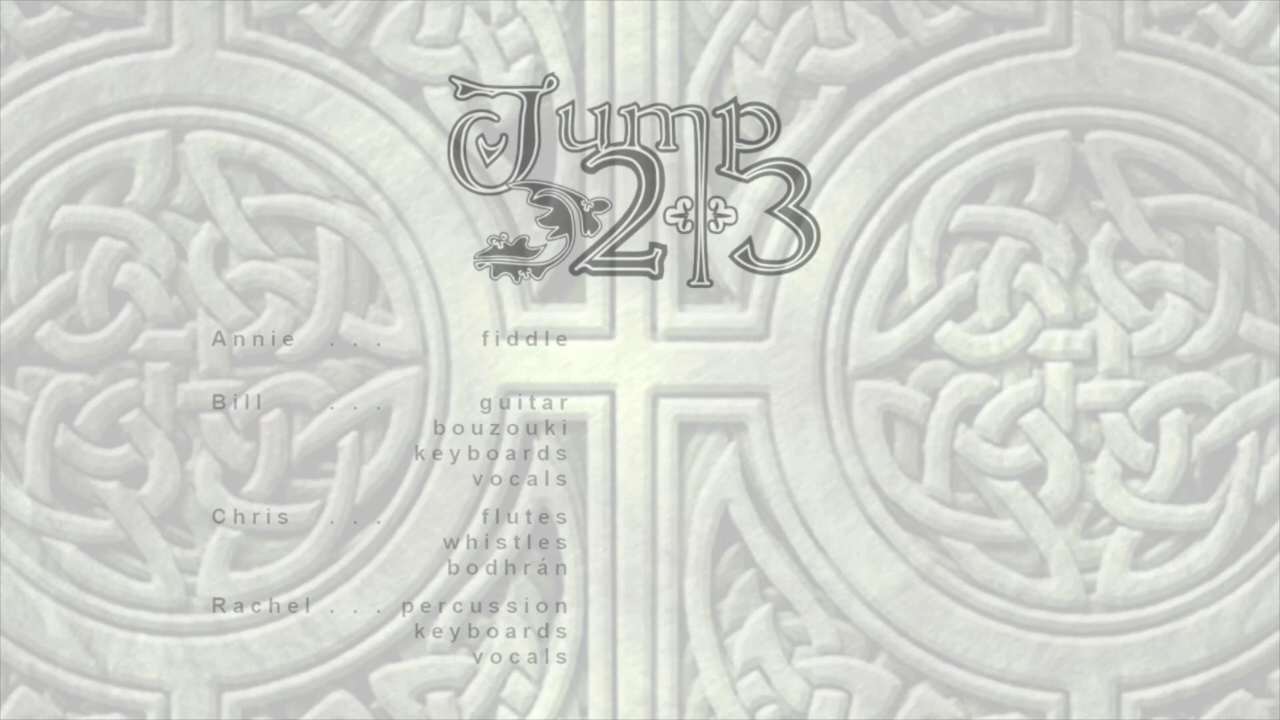 Jump
2 3
Annie . . . fiddle
Bill . . . guitar
bouzouki
keyboards
vocals
Chris . . . flutes
whistles
bodhrán
Rachel . . . percussion
keyboards
vocals